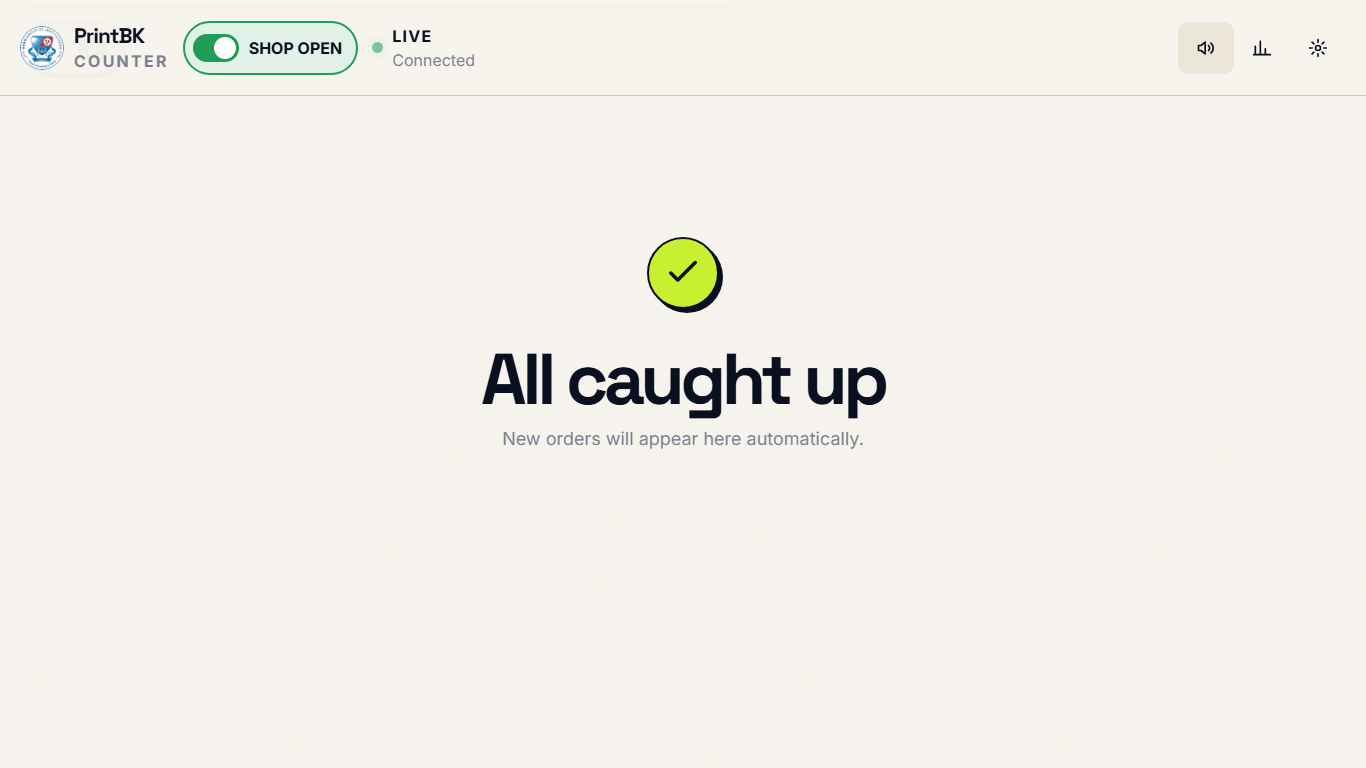 PrintBK
COUNTER
SHOP OPEN
LIVE
Connected
All caught up
New orders will appear here automatically.